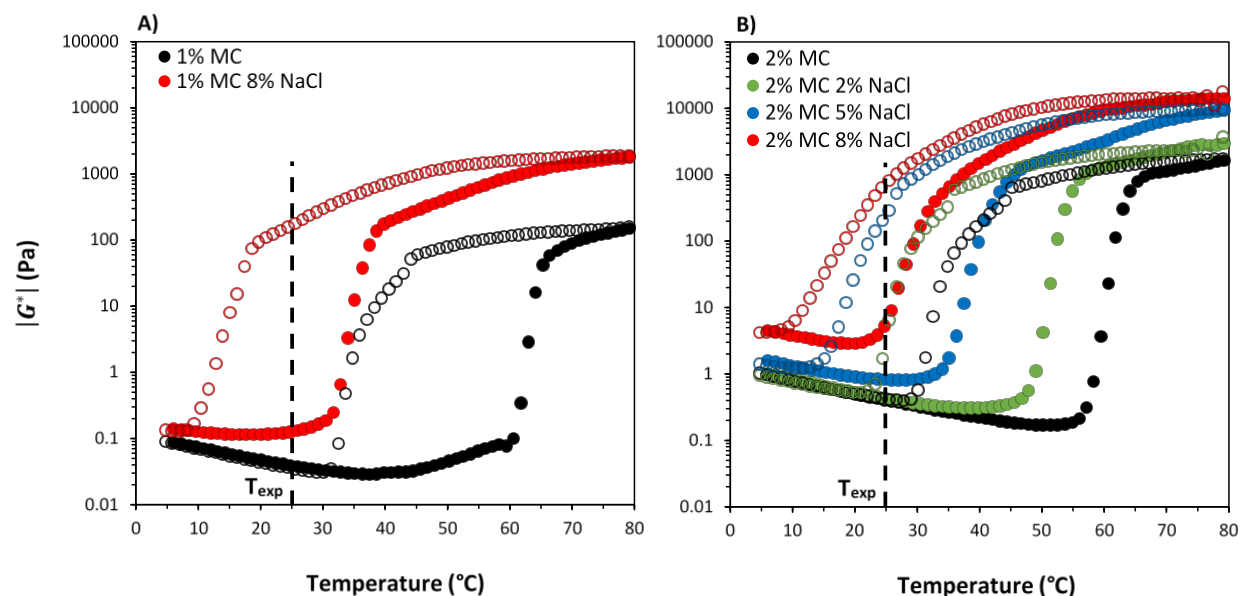 A)
100000
10000
1000
100
10
1
0.1
0.01
1% MC
1% MC 8% NaCl
T_exp
0 10 20 30 40 50 60 70 80
Temperature (°C)
|G*| (Pa)
B)
100000
10000
1000
100
10
1
0.1
0.01
2% MC
2% MC 2% NaCl
2% MC 5% NaCl
2% MC 8% NaCl
T_exp
0 10 20 30 40 50 60 70 80
Temperature (°C)